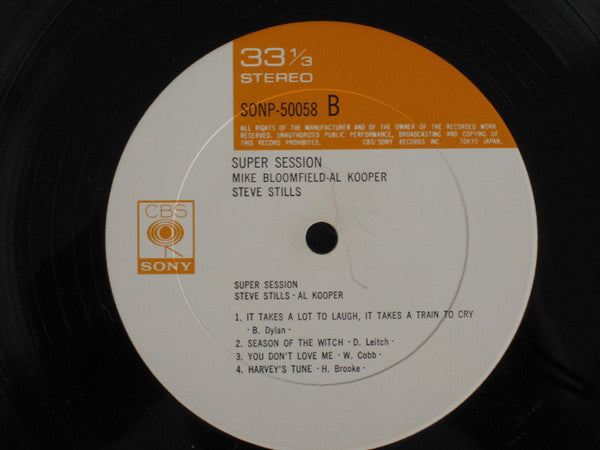 33 1/3
STEREO
SONP-50058 B
ALL RIGHTS OF THE MANUFACTURER AND OF THE OWNER OF THE RECORDED WORK
RESERVED. UNAUTHORIZED PUBLIC PERFORMANCE, BROADCASTING AND COPYING OF
THIS RECORD PROHIBITED. CBS/SONY RECORDS INC. TOKYO JAPAN.
SUPER SESSION
MIKE BLOOMFIELD·AL KOOPER
STEVE STILLS
CBS
SONY
SUPER SESSION
STEVE STILLS · AL KOOPER
1. IT TAKES A LOT TO LAUGH, IT TAKES A TRAIN TO CRY
· B. Dylan ·
2. SEASON OF THE WITCH · D. Leitch ·
3. YOU DON'T LOVE ME · W. Cobb ·
4. HARVEY'S TUNE · H. Brooke ·